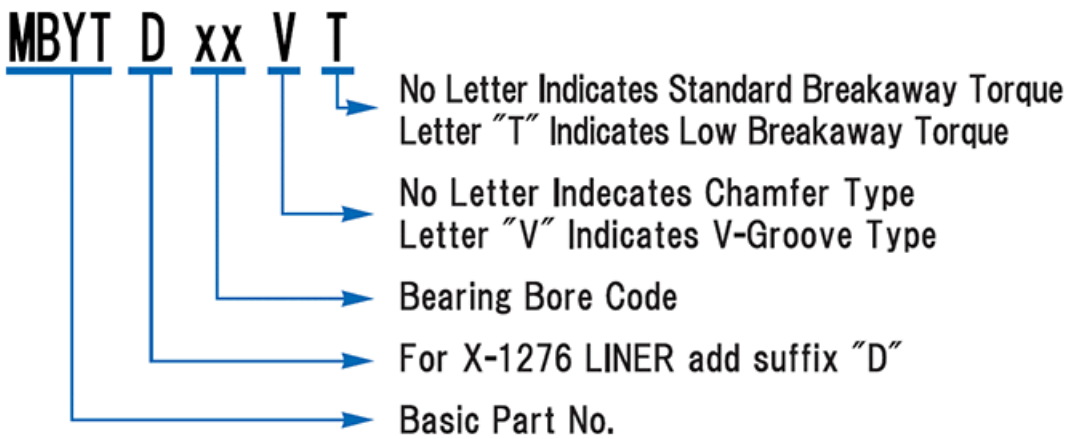 MBYT D xx V T
No Letter Indicates Standard Breakaway Torque
Letter "T" Indicates Low Breakaway Torque
No Letter Indecates Chamfer Type
Letter "V" Indicates V-Groove Type
Bearing Bore Code
For X-1276 LINER add suffix "D"
Basic Part No.